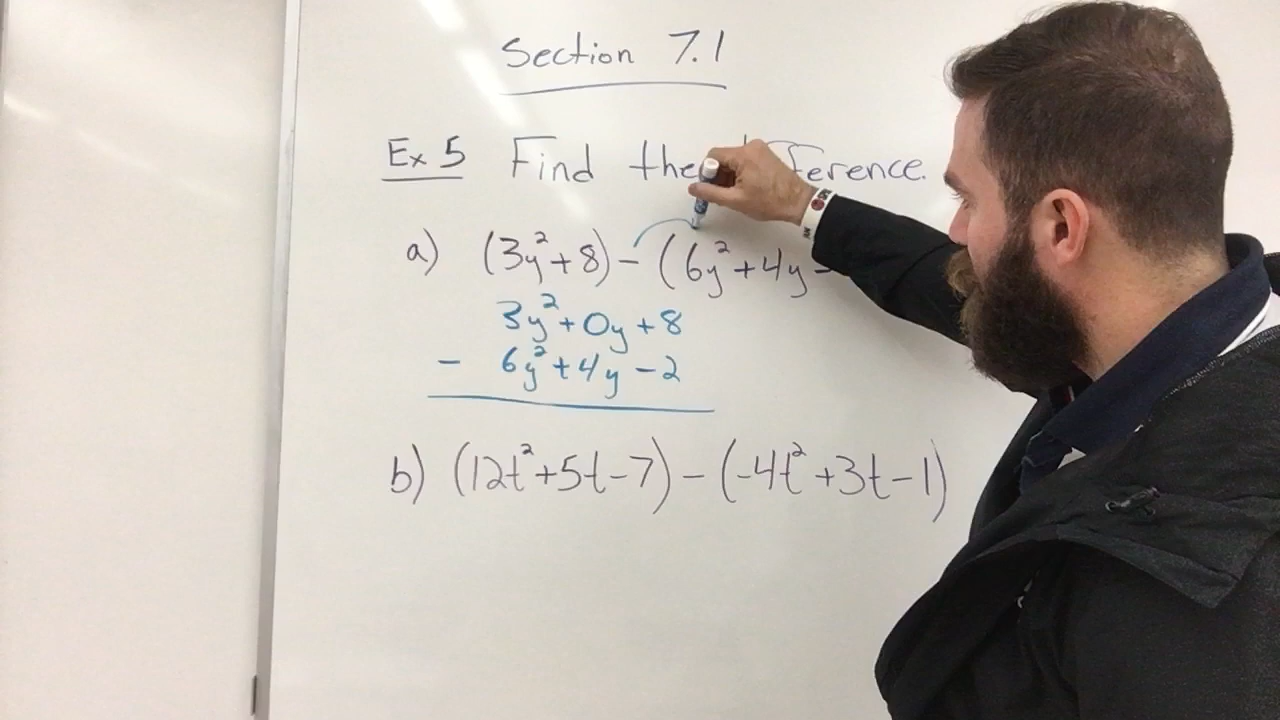 Section 7.1
Ex 5 Find the difference.
a) (3y²+8)-(6y²+4y-
3y²+0y+8
- 6y²+4y-2
b) (12t²+5t-7)-(-4t²+3t-1)